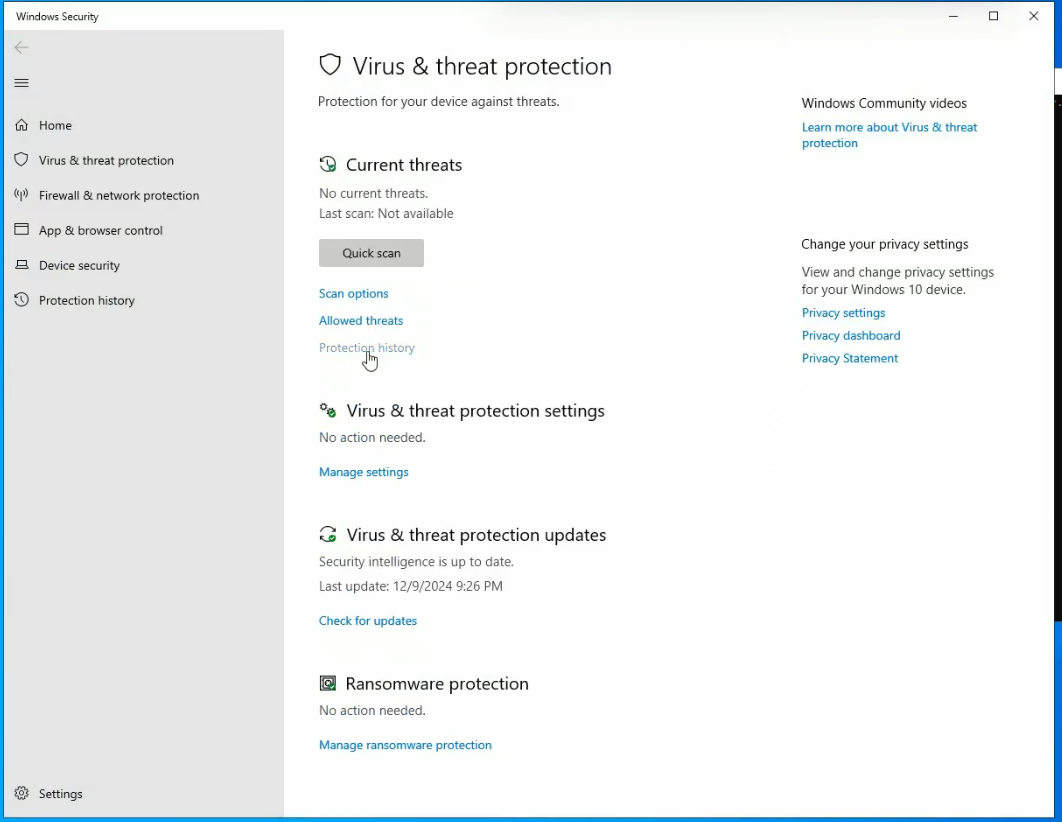 Windows Security
Home
Virus & threat protection
Firewall & network protection
App & browser control
Device security
Protection history
Settings
Virus & threat protection
Protection for your device against threats.
Current threats
No current threats.
Last scan: Not available
Quick scan
Scan options
Allowed threats
Protection history
Virus & threat protection settings
No action needed.
Manage settings
Virus & threat protection updates
Security intelligence is up to date.
Last update: 12/9/2024 9:26 PM
Check for updates
Ransomware protection
No action needed.
Manage ransomware protection
Windows Community videos
Learn more about Virus & threat
protection
Change your privacy settings
View and change privacy settings
for your Windows 10 device.
Privacy settings
Privacy dashboard
Privacy Statement